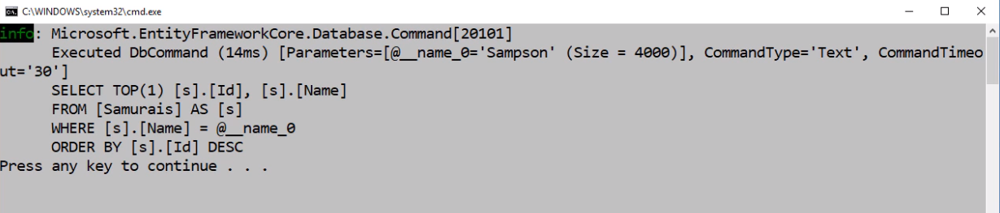 C:\WINDOWS\system32\cmd.exe
info: Microsoft.EntityFrameworkCore.Database.Command[20101]
      Executed DbCommand (14ms) [Parameters=[@__name_0='Sampson' (Size = 4000)], CommandType='Text', CommandTimeo
ut='30']
      SELECT TOP(1) [s].[Id], [s].[Name]
      FROM [Samurais] AS [s]
      WHERE [s].[Name] = @__name_0
      ORDER BY [s].[Id] DESC
Press any key to continue . . .